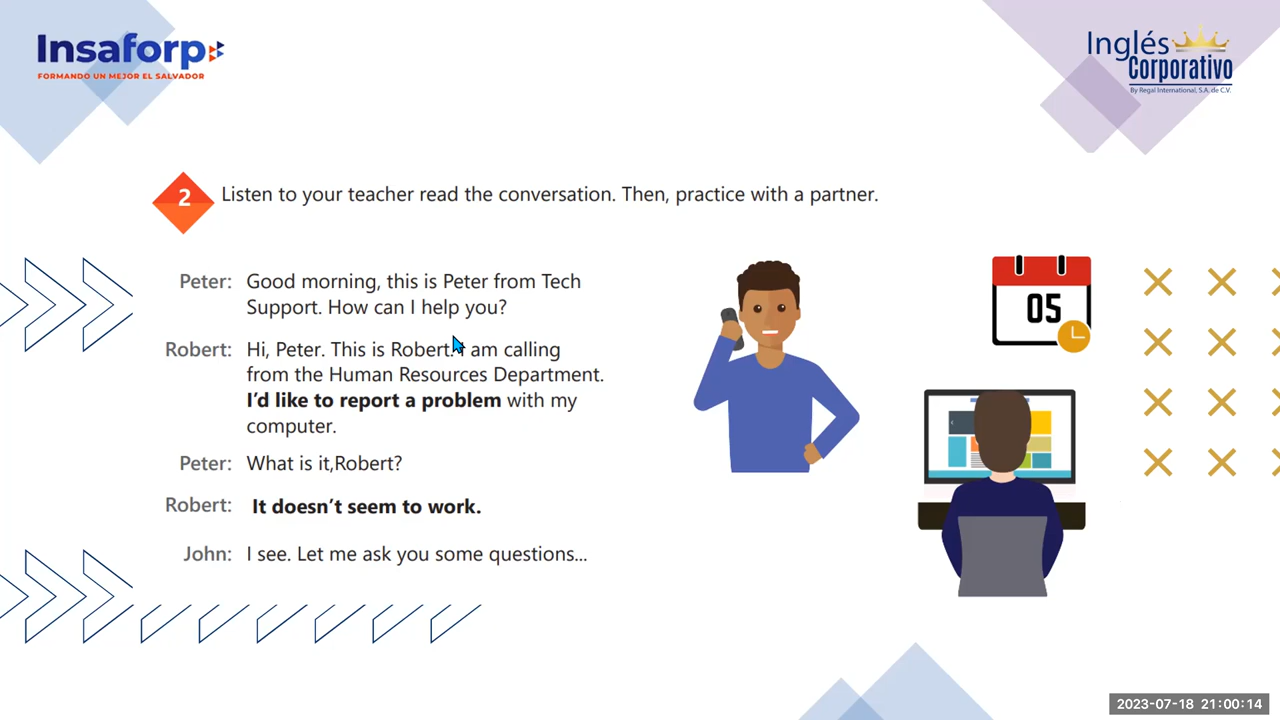 Insaforp
FORMANDO UN MEJOR EL SALVADOR
Inglés
Corporativo
By Regal International, S.A. de C.V.
2 Listen to your teacher read the conversation. Then, practice with a partner.
Peter: Good morning, this is Peter from Tech
Support. How can I help you?
Robert: Hi, Peter. This is Robert. I am calling
from the Human Resources Department.
I'd like to report a problem with my
computer.
Peter: What is it,Robert?
Robert: It doesn't seem to work.
John: I see. Let me ask you some questions...
05
2023-07-18 21:00:14